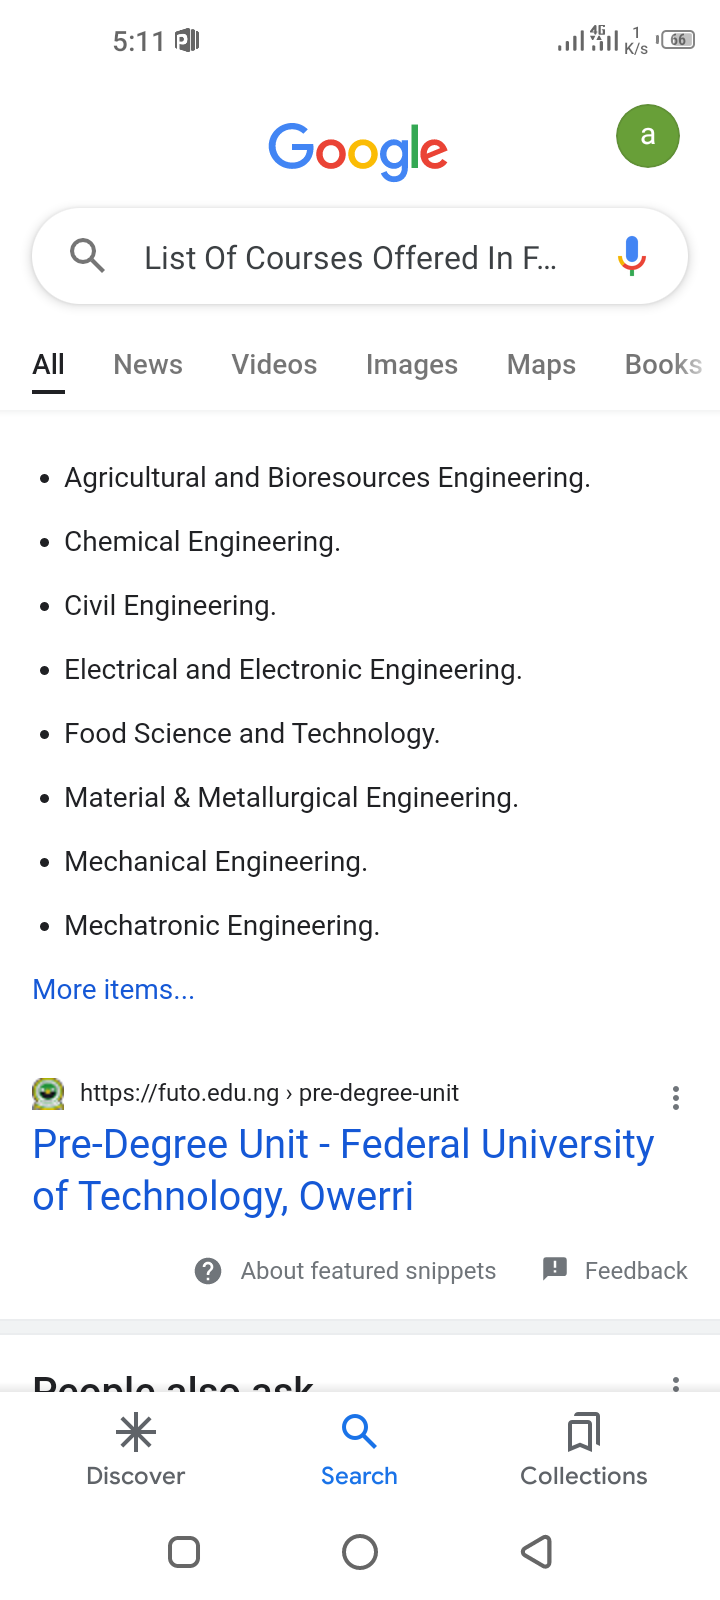 5:11
4G
1
K/s
66
Google
a
List Of Courses Offered In F...
All News Videos Images Maps Books
• Agricultural and Bioresources Engineering.
• Chemical Engineering.
• Civil Engineering.
• Electrical and Electronic Engineering.
• Food Science and Technology.
• Material & Metallurgical Engineering.
• Mechanical Engineering.
• Mechatronic Engineering.
More items...
https://futo.edu.ng › pre-degree-unit
Pre-Degree Unit - Federal University
of Technology, Owerri
About featured snippets Feedback
People also ask
Discover Search Collections